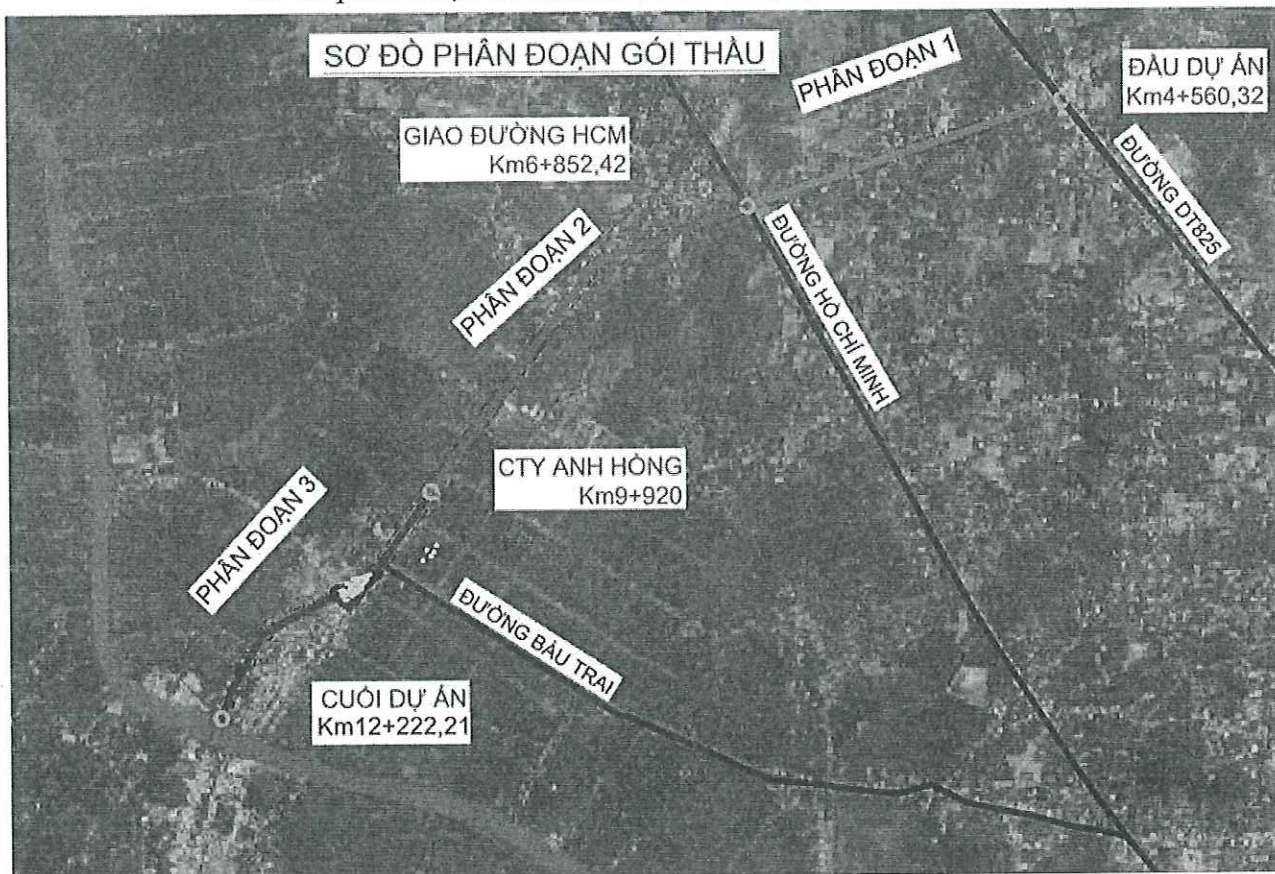 SƠ ĐỒ PHÂN ĐOẠN GÓI THẦU
PHÂN ĐOẠN 1
ĐẦU DỰ ÁN
Km4+560,32
GIAO ĐƯỜNG HCM
Km6+852,42
ĐƯỜNG DT825
PHÂN ĐOẠN 2
ĐƯỜNG HỒ CHÍ MINH
CTY ANH HỒNG
Km9+920
PHÂN ĐOẠN 3
ĐƯỜNG BÀU TRAI
CUỐI DỰ ÁN
Km12+222,21